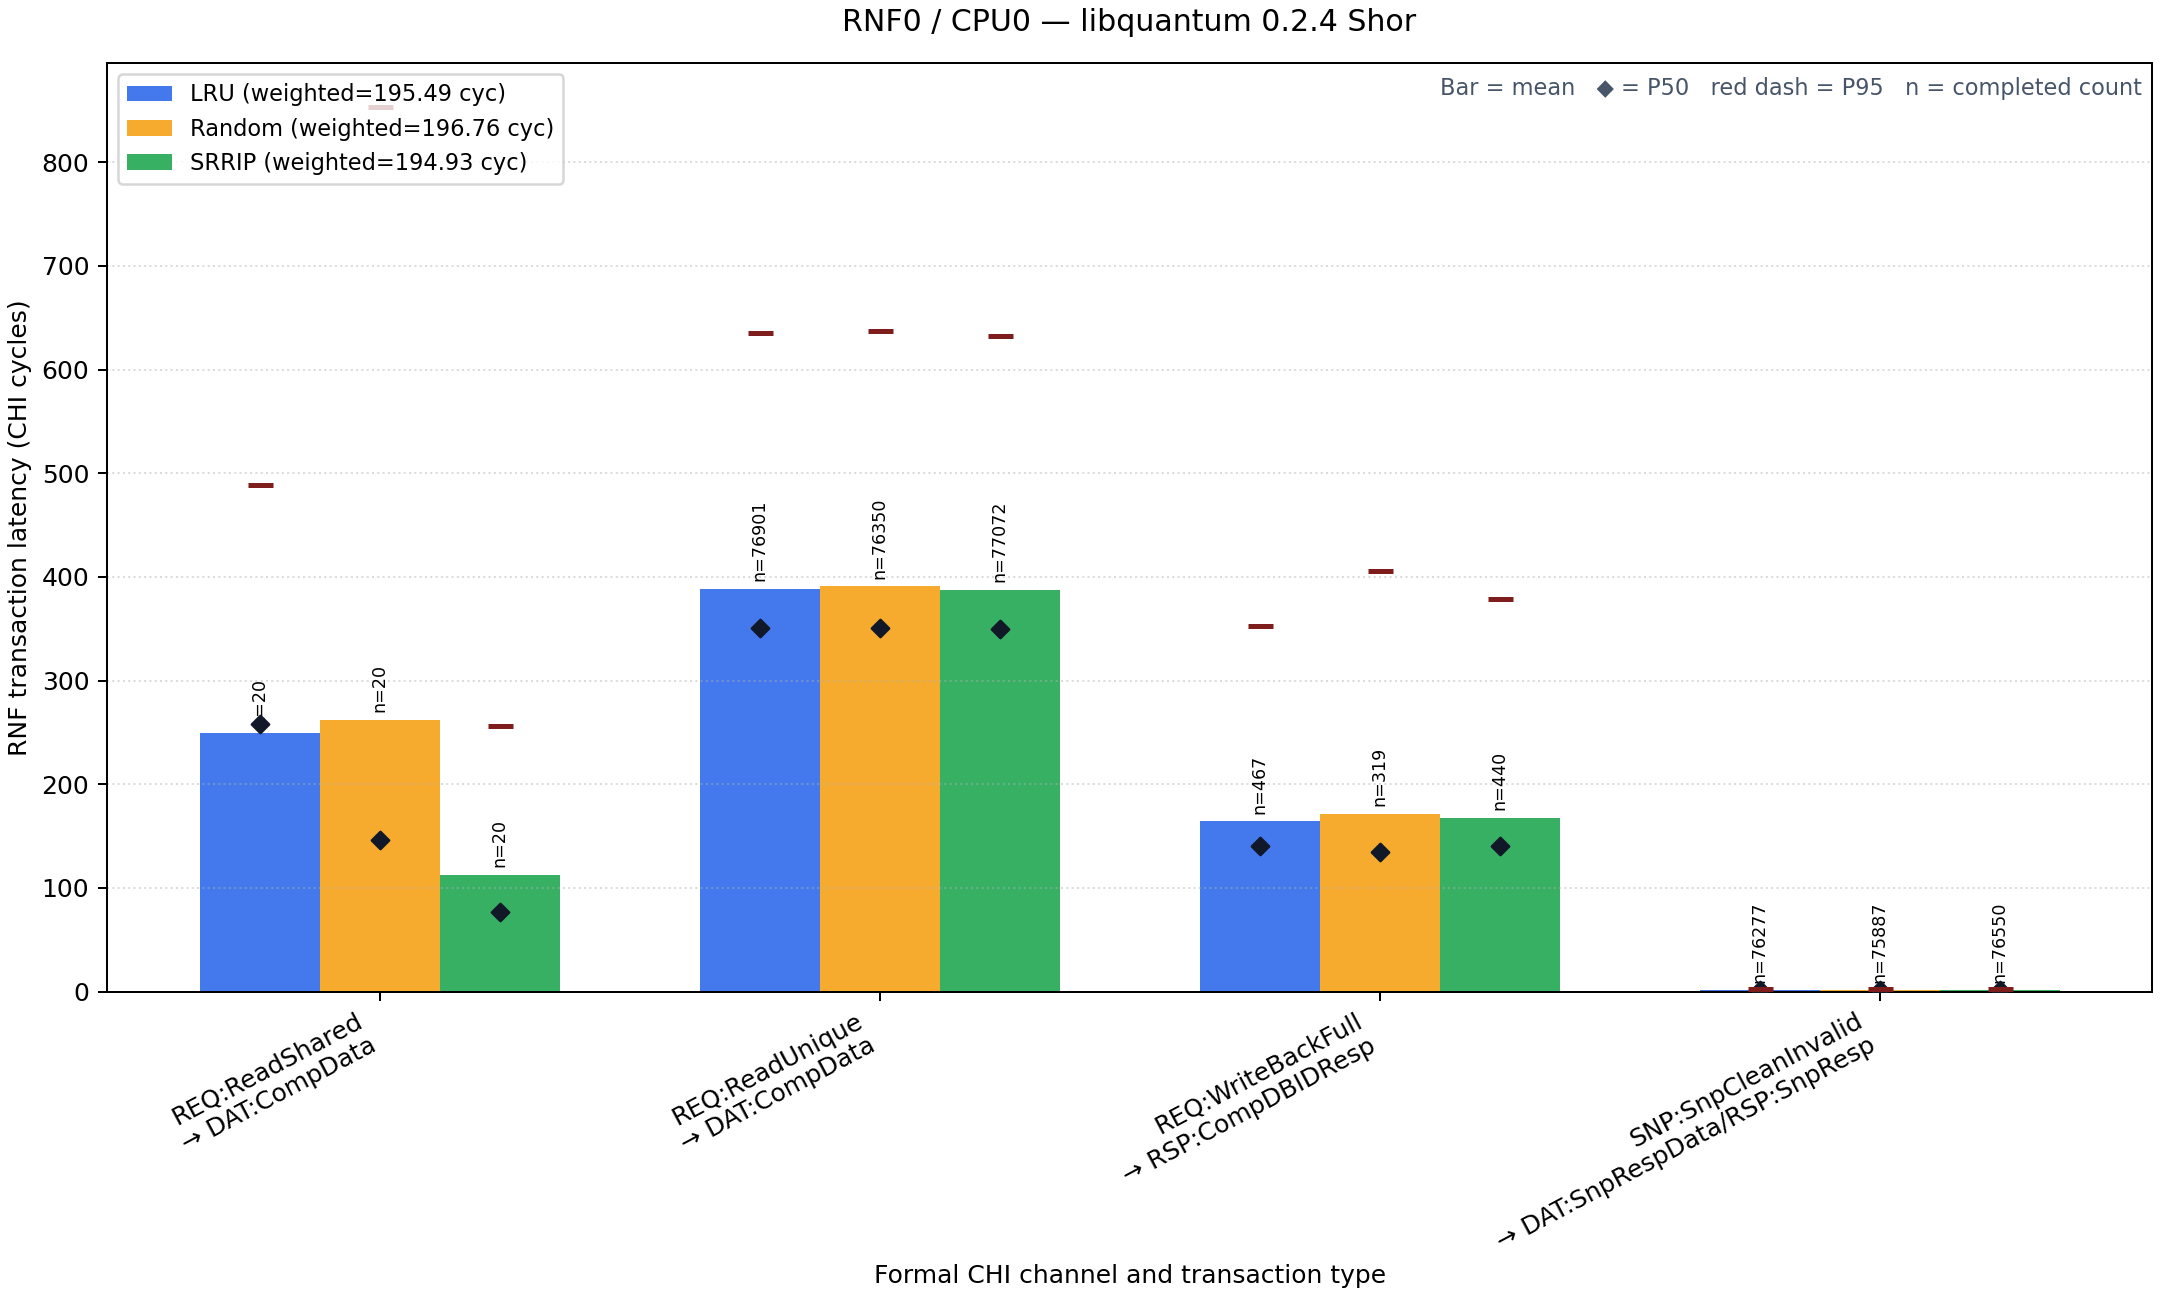 RNF0 / CPU0 — libquantum 0.2.4 Shor
LRU (weighted=195.49 cyc)
Random (weighted=196.76 cyc)
SRRIP (weighted=194.93 cyc)
Bar = mean ◆ = P50 red dash = P95 n = completed count
RNF transaction latency (CHI cycles)
800
700
600
500
400
300
200
100
0
=20
n=20
n=20
n=76901
n=76350
n=77072
n=467
n=319
n=440
n=76277
n=75887
n=76550
REQ:ReadShared
→ DAT:CompData
REQ:ReadUnique
→ DAT:CompData
REQ:WriteBackFull
→ RSP:CompDBIDResp
SNP:SnpCleanInvalid
→ DAT:SnpRespData/RSP:SnpResp
Formal CHI channel and transaction type